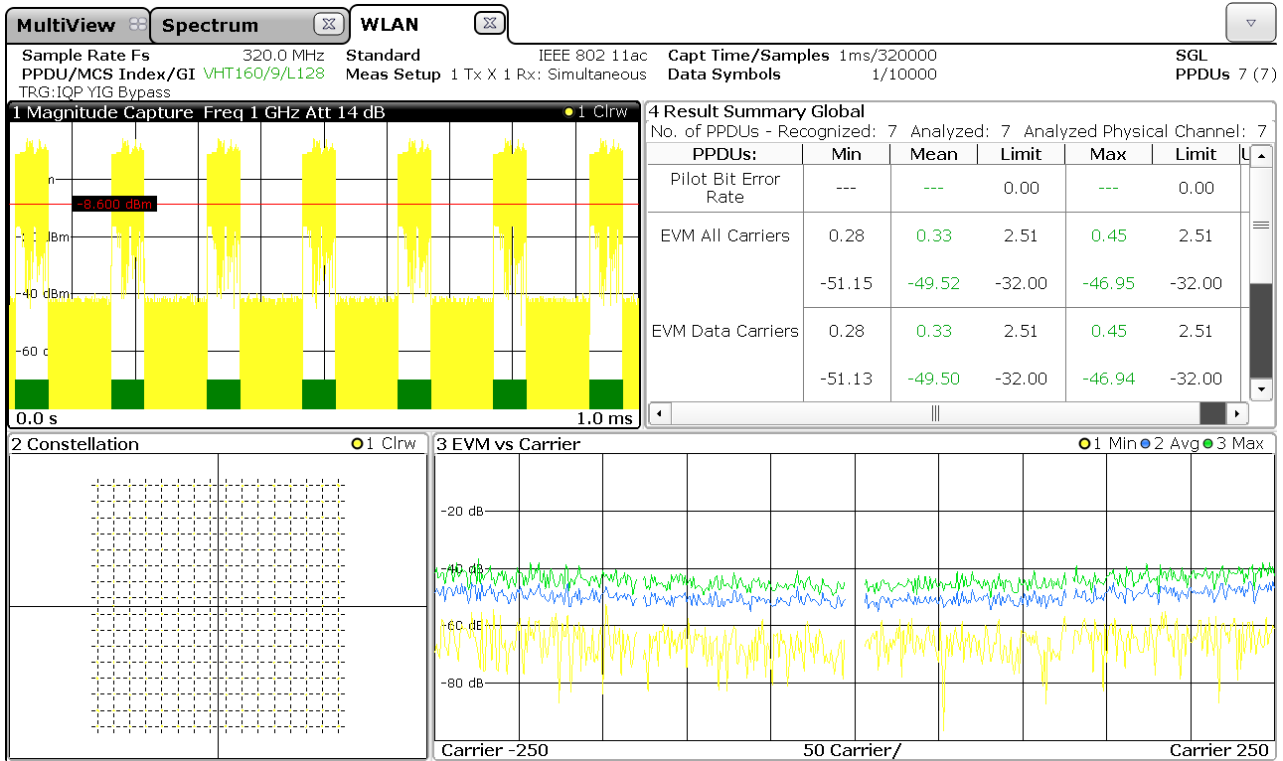 MultiView Spectrum WLAN
Sample Rate Fs 320.0 MHz Standard IEEE 802 11ac Capt Time/Samples 1ms/320000 SGL
PPDU/MCS Index/GI VHT160/9/L128 Meas Setup 1 Tx X 1 Rx: Simultaneous Data Symbols 1/10000 PPDUs 7 (7)
TRG:IQP YIG Bypass
1 Magnitude Capture Freq 1 GHz Att 14 dB 1 Clrw
-8.600 dBm
-40 dBm
-60
0.0 s 1.0 ms
4 Result Summary Global
No. of PPDUs - Recognized: 7 Analyzed: 7 Analyzed Physical Channel: 7
PPDUs: Min Mean Limit Max Limit
Pilot Bit Error Rate --- --- 0.00 --- 0.00
EVM All Carriers 0.28 0.33 2.51 0.45 2.51
-51.15 -49.52 -32.00 -46.95 -32.00
EVM Data Carriers 0.28 0.33 2.51 0.45 2.51
-51.13 -49.50 -32.00 -46.94 -32.00
2 Constellation 1 Clrw
3 EVM vs Carrier 1 Min 2 Avg 3 Max
-20 dB
-40 dB
-60 dB
-80 dB
Carrier -250 50 Carrier/ Carrier 250